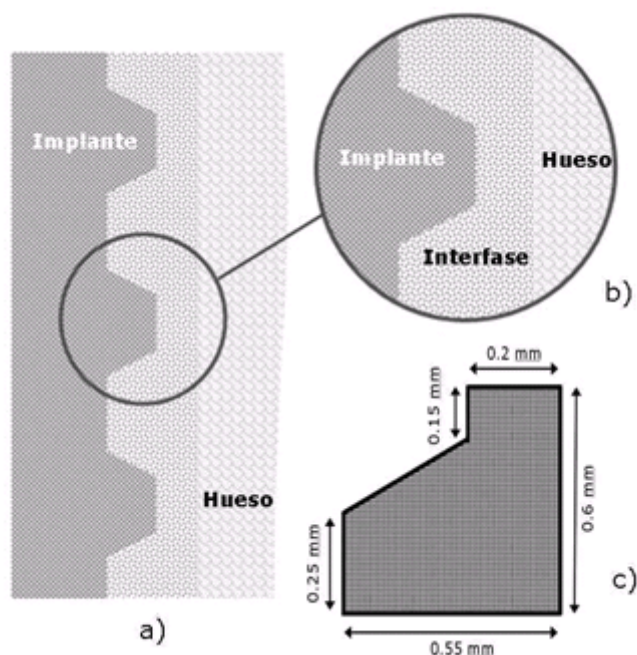 Implante
Hueso
a)
Implante
Hueso
Interfase
b)
0.2 mm
0.15 mm
0.6 mm
0.25 mm
0.55 mm
c)